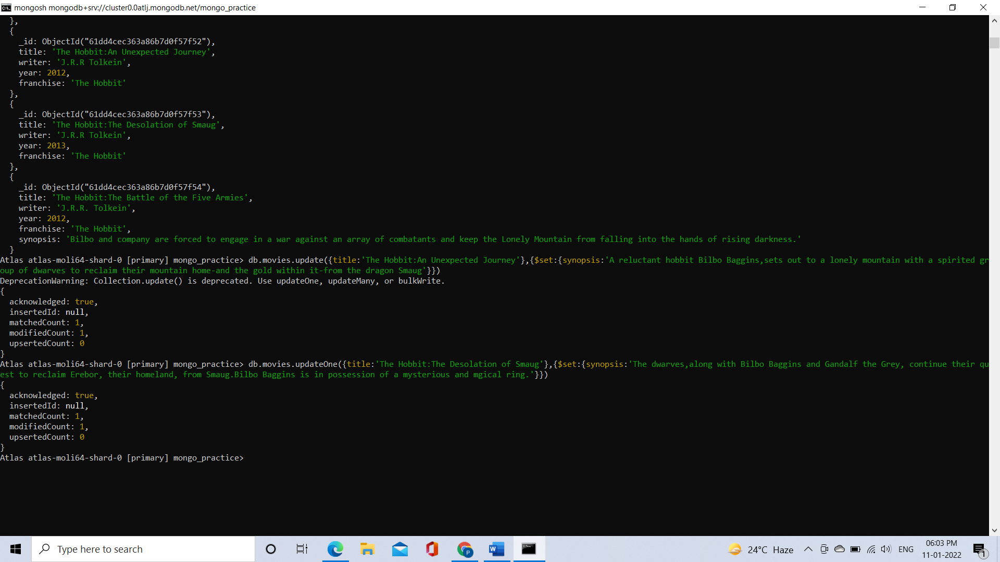 mongosh mongodb+srv://cluster0.0atlj.mongodb.net/mongo_practice
  },
  {
    _id: ObjectId("61dd4cec363a86b7d0f57f52"),
    title: 'The Hobbit:An Unexpected Journey',
    writer: 'J.R.R Tolkein',
    year: 2012,
    franchise: 'The Hobbit'
  },
  {
    _id: ObjectId("61dd4cec363a86b7d0f57f53"),
    title: 'The Hobbit:The Desolation of Smaug',
    writer: 'J.R.R Tolkein',
    year: 2013,
    franchise: 'The Hobbit'
  },
  {
    _id: ObjectId("61dd4cec363a86b7d0f57f54"),
    title: 'The Hobbit:The Battle of the Five Armies',
    writer: 'J.R.R. Tolkein',
    year: 2012,
    franchise: 'The Hobbit',
    synopsis: 'Bilbo and company are forced to engage in a war against an array of combatants and keep the Lonely Mountain from falling into the hands of rising darkness.'
  }
Atlas atlas-moli64-shard-0 [primary] mongo_practice> db.movies.update({title:'The Hobbit:An Unexpected Journey'},{$set:{synopsis:'A reluctant hobbit Bilbo Baggins,sets out to a lonely mountain with a spirited gr
oup of dwarves to reclaim their mountain home-and the gold within it-from the dragon Smaug'}})
DeprecationWarning: Collection.update() is deprecated. Use updateOne, updateMany, or bulkWrite.
{
  acknowledged: true,
  insertedId: null,
  matchedCount: 1,
  modifiedCount: 1,
  upsertedCount: 0
}
Atlas atlas-moli64-shard-0 [primary] mongo_practice> db.movies.updateOne({title:'The Hobbit:The Desolation of Smaug'},{$set:{synopsis:'The dwarves,along with Bilbo Baggins and Gandalf the Grey, continue their qu
est to reclaim Erebor, their homeland, from Smaug.Bilbo Baggins is in possession of a mysterious and mgical ring.'}})
{
  acknowledged: true,
  insertedId: null,
  matchedCount: 1,
  modifiedCount: 1,
  upsertedCount: 0
}
Atlas atlas-moli64-shard-0 [primary] mongo_practice>
Type here to search
24°C Haze
ENG
06:03 PM
11-01-2022
1